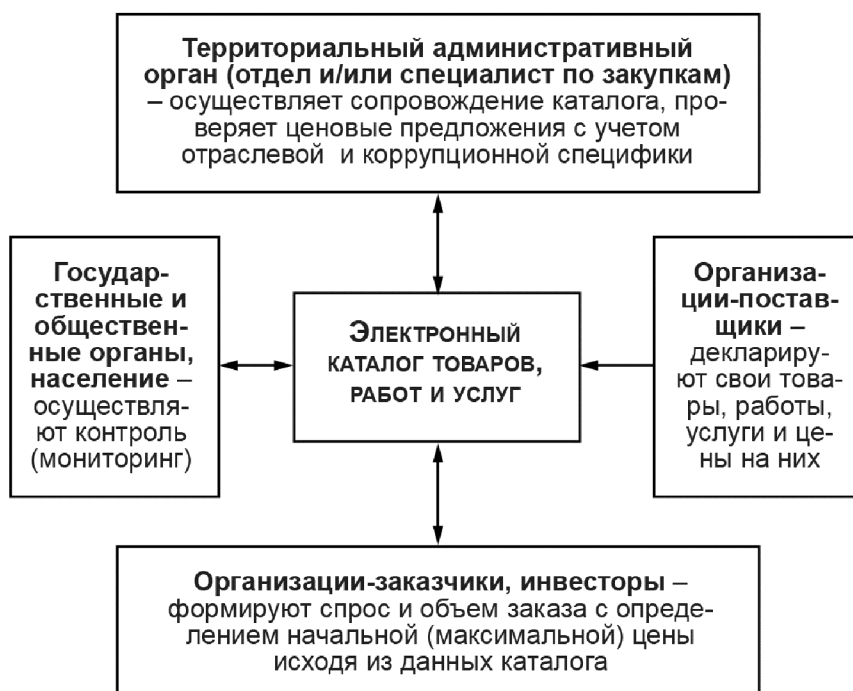 Территориальный административный
орган (отдел и/или специалист по закупкам)
– осуществляет сопровождение каталога, про-
веряет ценовые предложения с учетом
отраслевой и коррупционной специфики
Государ-
ственные и
обществен-
ные органы,
население –
осуществля-
ют контроль
(мониторинг)
Электронный
каталог товаров,
работ и услуг
Организа-
ции-постав-
щики –
деклариру-
ют свои това-
ры, работы,
услуги и це-
ны на них
Организации-заказчики, инвесторы –
формируют спрос и объем заказа с опреде-
лением начальной (максимальной) цены
исходя из данных каталога